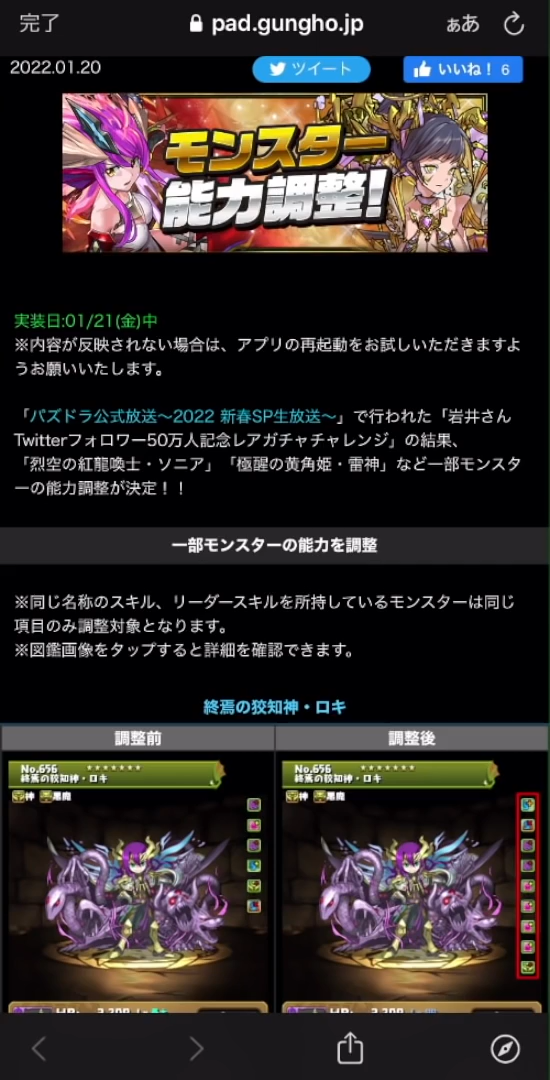 完了
pad.gungho.jp
ぁあ
2022.01.20
ツイート
いいね！ 6
モンスター
能力調整!
実装日:01/21(金)中
※内容が反映されない場合は、アプリの再起動をお試しいただきますよ
うお願いいたします。
「パズドラ公式放送～2022 新春SP生放送～」で行われた「岩井さん
Twitterフォロワー50万人記念レアガチャチャレンジ」の結果、
「烈空の紅龍喚士・ソニア」「極醒の黄角姫・雷神」など一部モンスタ
ーの能力調整が決定！！
一部モンスターの能力を調整
※同じ名称のスキル、リーダースキルを所持しているモンスターは同じ
項目のみ調整対象となります。
※図鑑画像をタップすると詳細を確認できます。
終焉の狡知神・ロキ
調整前
調整後
No.656 ★★★★★★★
終焉の狡知神・ロキ
神 悪魔
No.656 ★★★★★★★
終焉の狡知神・ロキ
神 悪魔